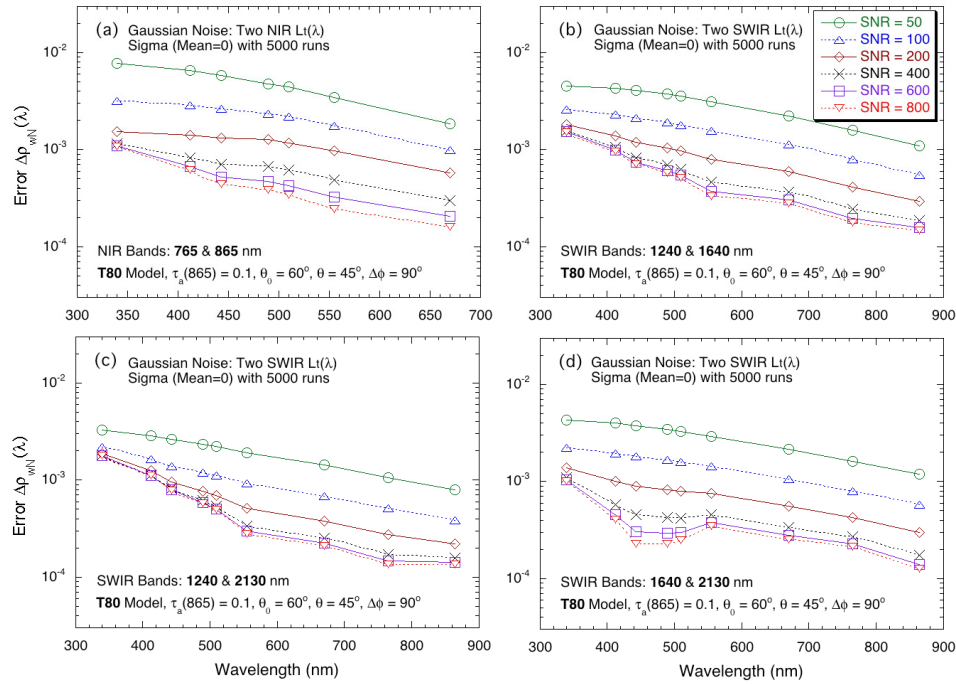 (a) Gaussian Noise: Two NIR Lt(λ)
Sigma (Mean=0) with 5000 runs
10⁻²
10⁻³
10⁻⁴
Error ΔρwN(λ)
NIR Bands: 765 & 865 nm
T80 Model, τa(865) = 0.1, θ0 = 60°, θ = 45°, Δϕ = 90°
300 350 400 450 500 550 600 650 700
(b) Gaussian Noise: Two SWIR Lt(λ)
Sigma (Mean=0) with 5000 runs
SNR = 50
SNR = 100
SNR = 200
SNR = 400
SNR = 600
SNR = 800
10⁻²
10⁻³
10⁻⁴
SWIR Bands: 1240 & 1640 nm
T80 Model, τa(865) = 0.1, θ0 = 60°, θ = 45°, Δϕ = 90°
300 400 500 600 700 800 900
(c) Gaussian Noise: Two SWIR Lt(λ)
Sigma (Mean=0) with 5000 runs
10⁻²
10⁻³
10⁻⁴
Error ΔρwN(λ)
SWIR Bands: 1240 & 2130 nm
T80 Model, τa(865) = 0.1, θ0 = 60°, θ = 45°, Δϕ = 90°
300 400 500 600 700 800 900
Wavelength (nm)
(d) Gaussian Noise: Two SWIR Lt(λ)
Sigma (Mean=0) with 5000 runs
10⁻²
10⁻³
10⁻⁴
SWIR Bands: 1640 & 2130 nm
T80 Model, τa(865) = 0.1, θ0 = 60°, θ = 45°, Δϕ = 90°
300 400 500 600 700 800 900
Wavelength (nm)